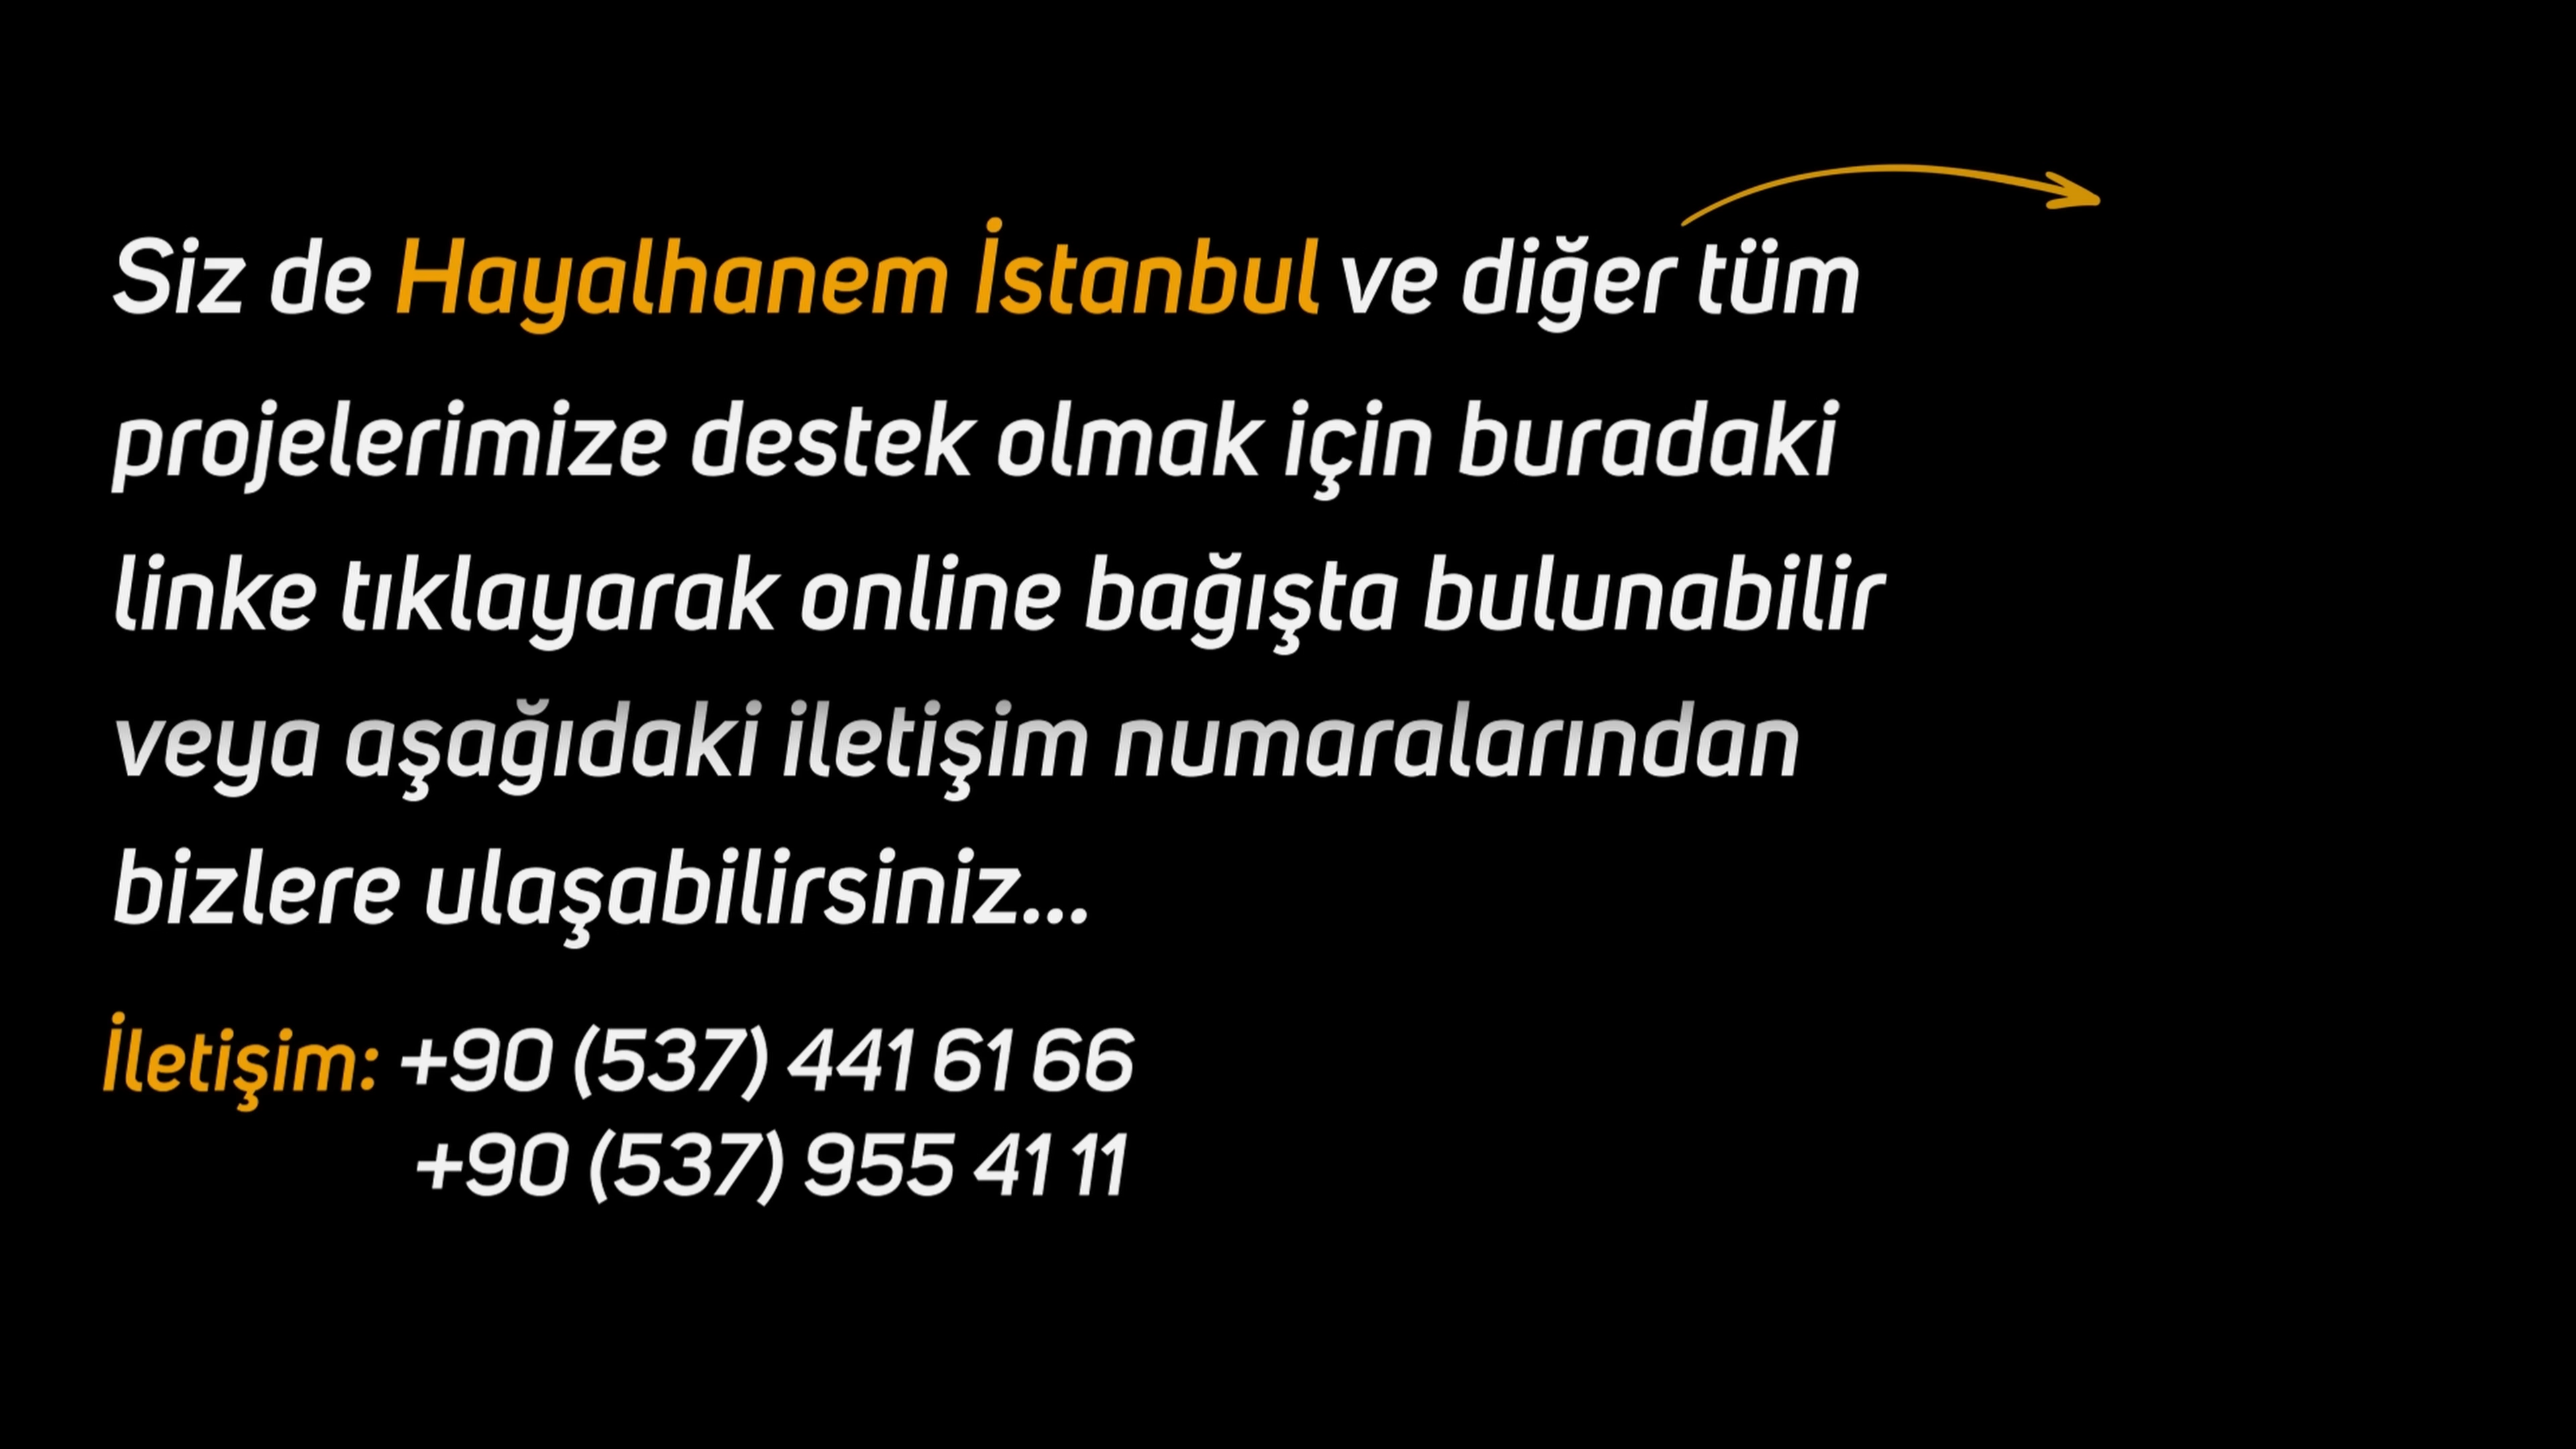 Siz de Hayalhanem İstanbul ve diğer tüm
projelerimize destek olmak için buradaki
linke tıklayarak online bağışta bulunabilir
veya aşağıdaki iletişim numaralarından
bizlere ulaşabilirsiniz...
İletişim: +90 (537) 441 61 66
+90 (537) 955 41 11